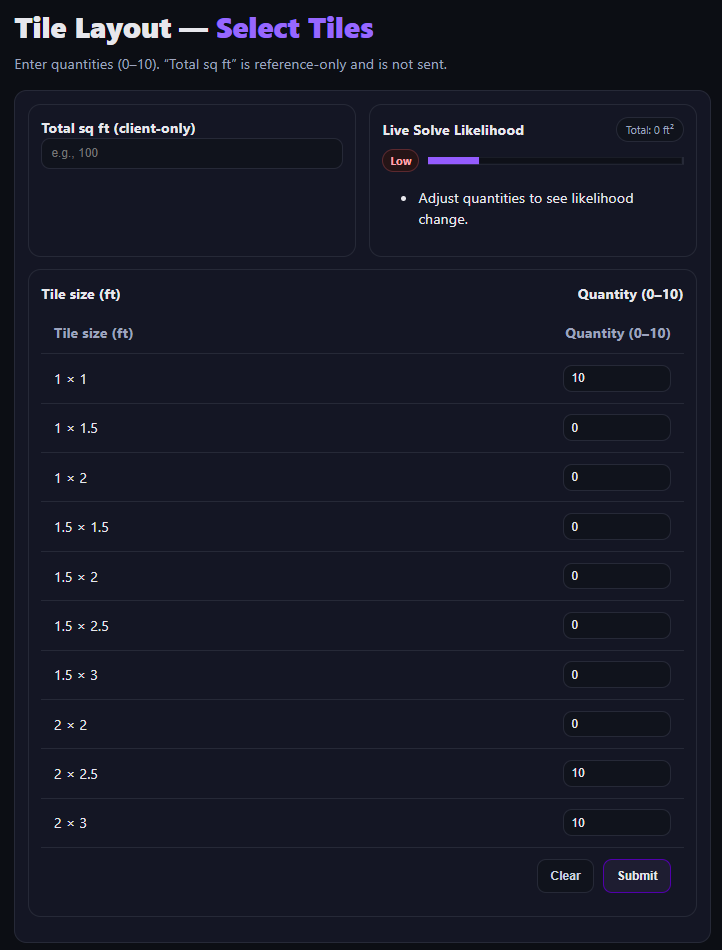 Tile Layout — Select Tiles
Enter quantities (0–10). “Total sq ft” is reference-only and is not sent.
Total sq ft (client-only)
e.g., 100
Live Solve Likelihood
Total: 0 ft²
Low
• Adjust quantities to see likelihood
change.
Tile size (ft) Quantity (0–10)
Tile size (ft) Quantity (0–10)
1 × 1 10
1 × 1.5 0
1 × 2 0
1.5 × 1.5 0
1.5 × 2 0
1.5 × 2.5 0
1.5 × 3 0
2 × 2 0
2 × 2.5 10
2 × 3 10
Clear Submit